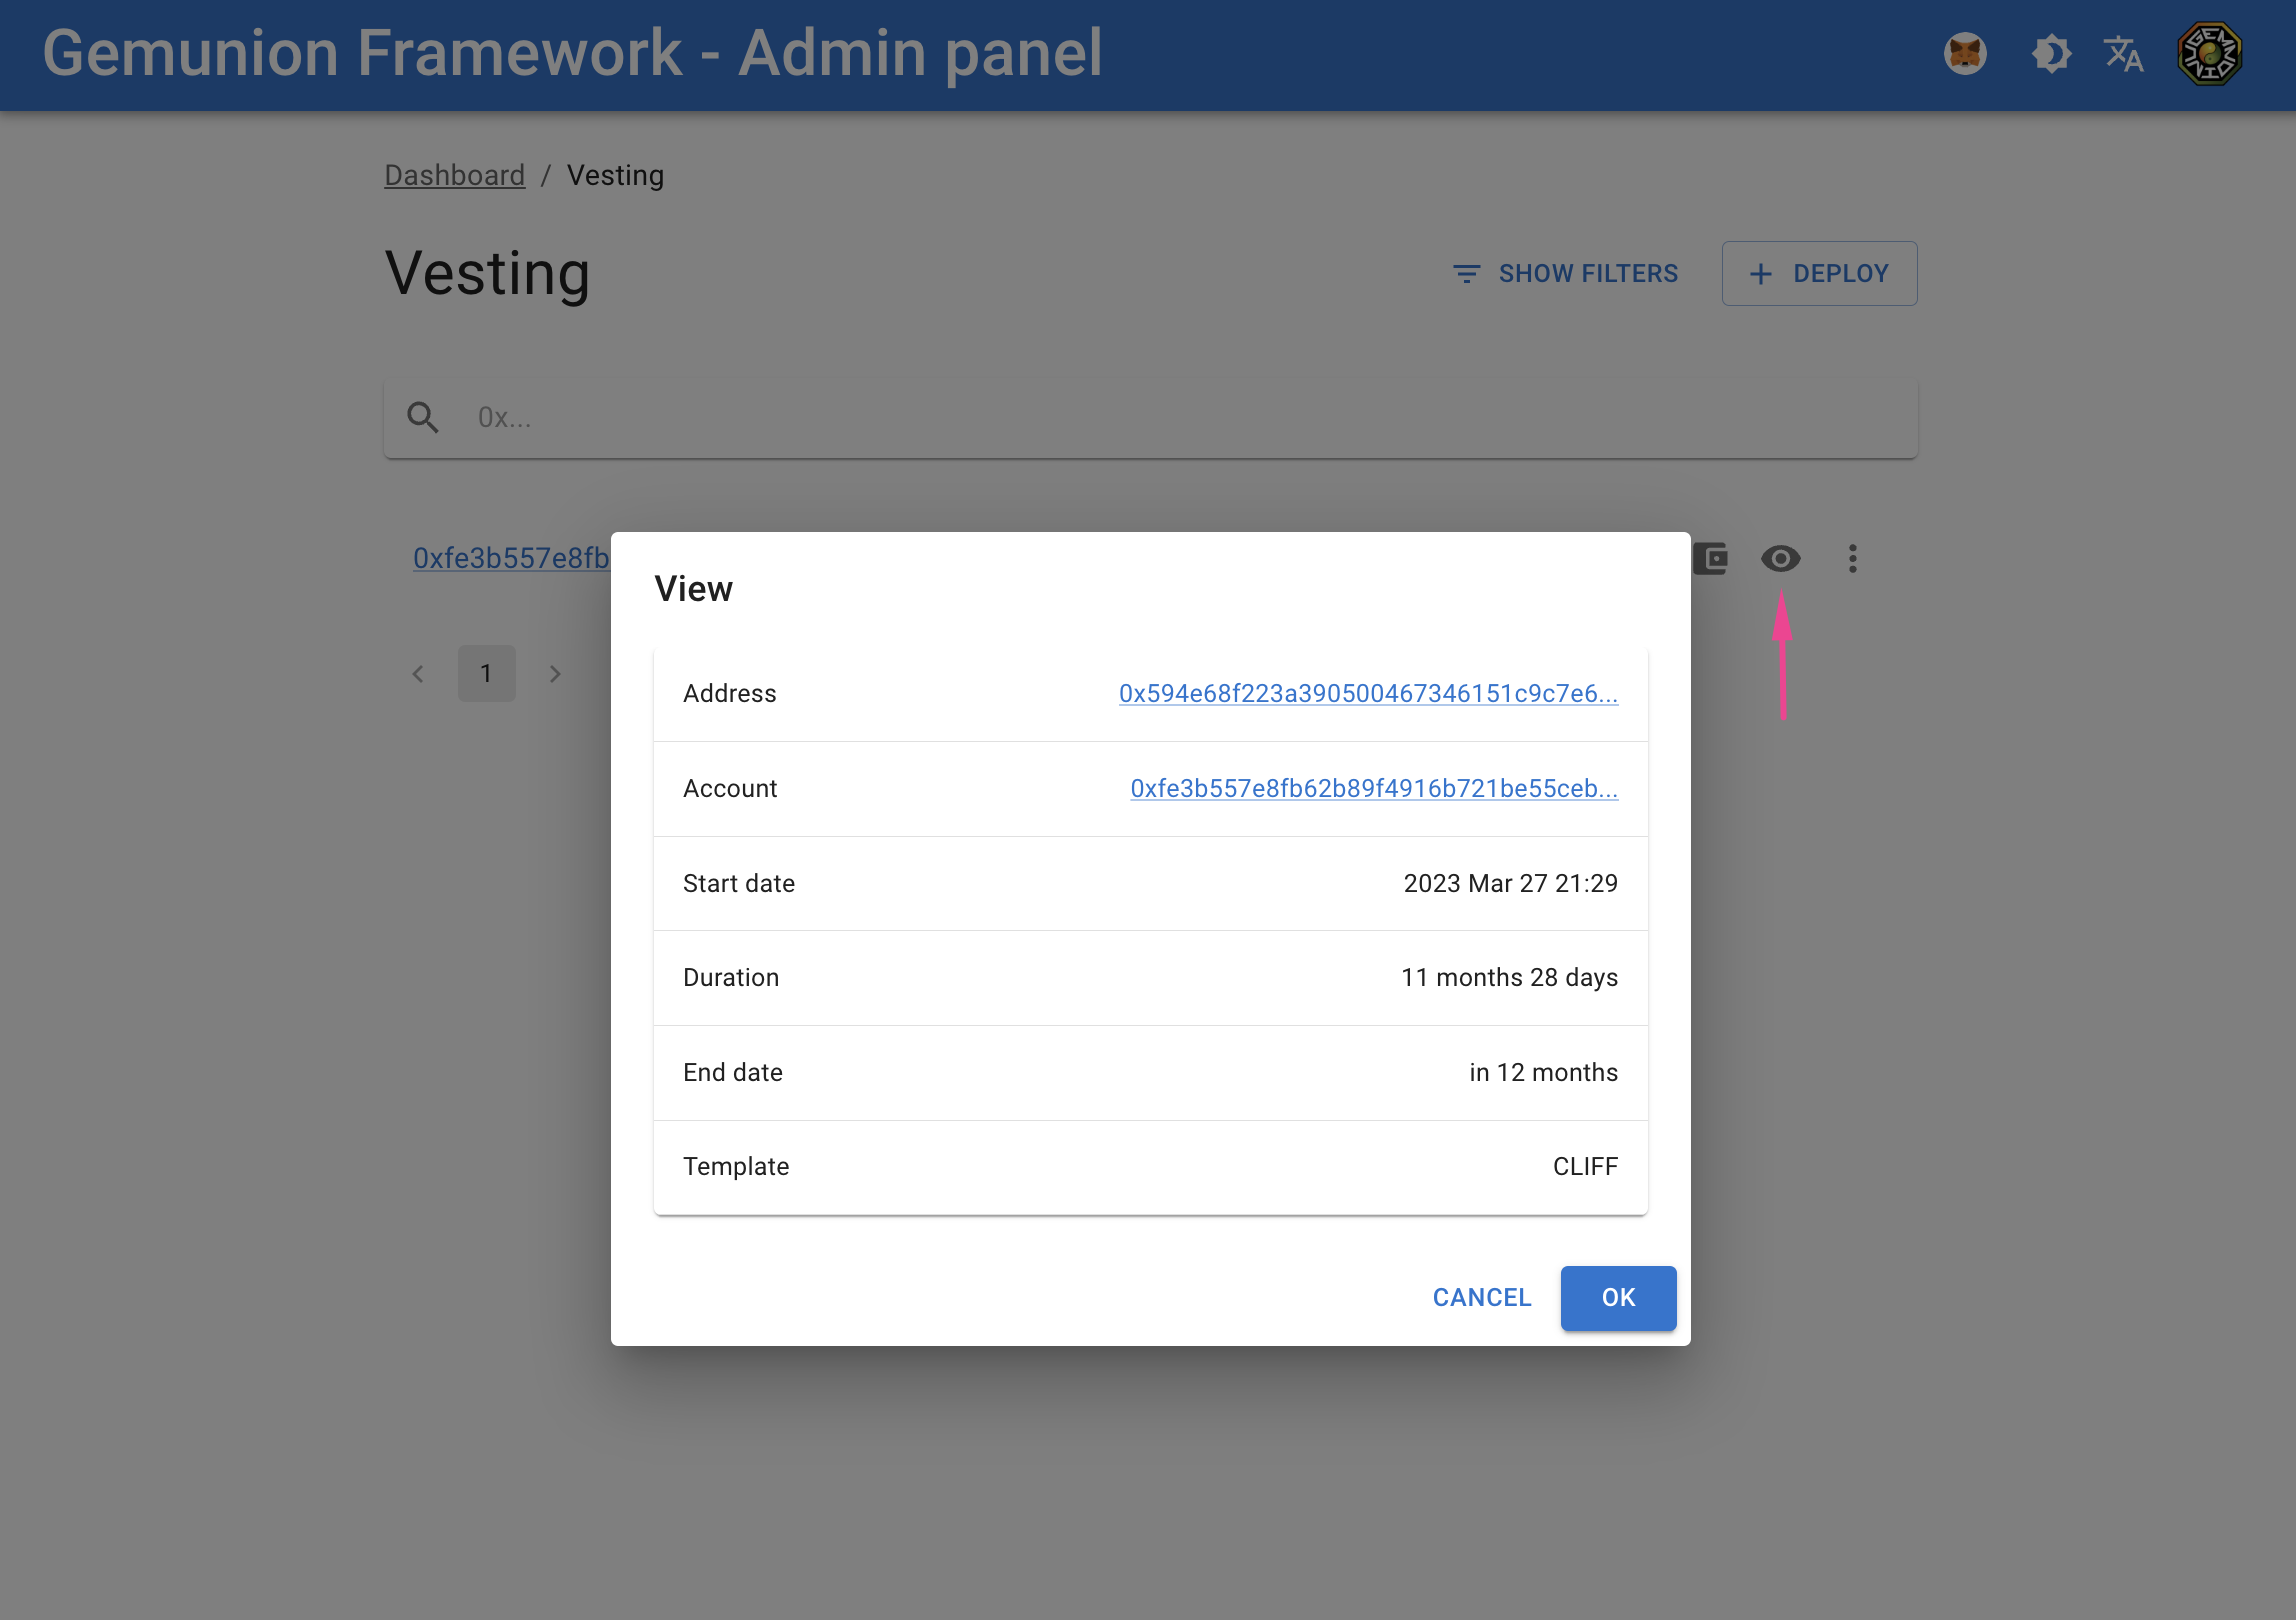 Gemunion Framework - Admin panel
Dashboard / Vesting
Vesting
SHOW FILTERS
DEPLOY
0x...
0xfe3b557e8fb
1
View
Address 0x594e68f223a390500467346151c9c7e6...
Account 0xfe3b557e8fb62b89f4916b721be55ceb...
Start date 2023 Mar 27 21:29
Duration 11 months 28 days
End date in 12 months
Template CLIFF
CANCEL OK